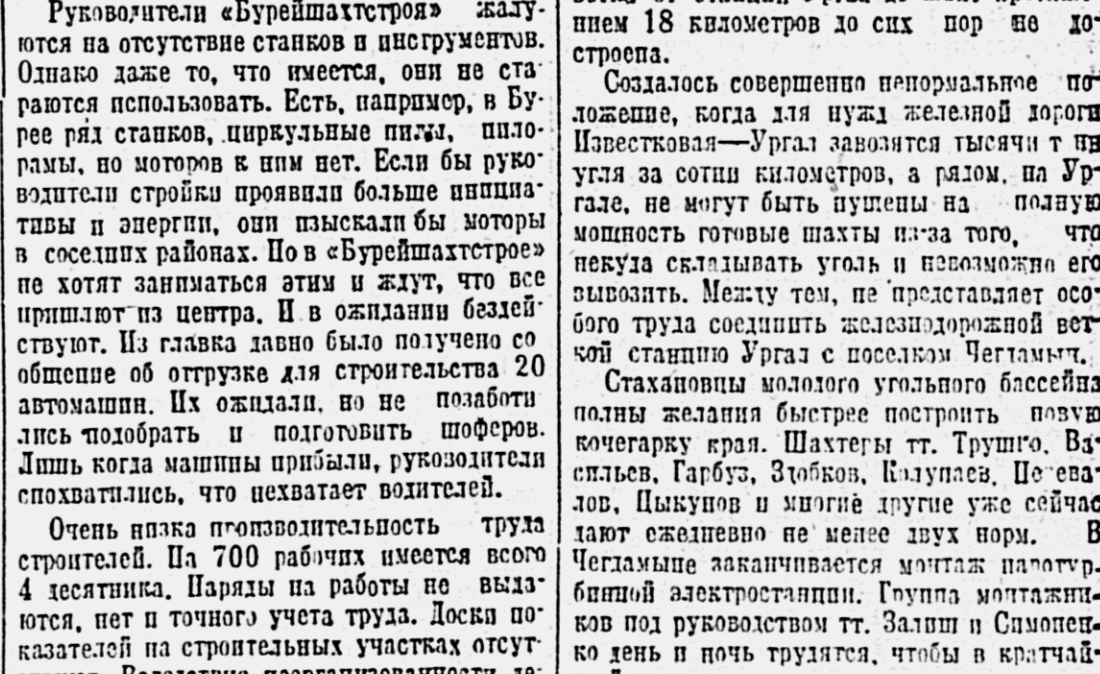 Руководители «Бурейшахтстроя» жалу-
ются на отсутствие станков и инструментов.
Однако даже то, что имеется, они не ста-
раются использовать. Есть, например, в Бу-
рее ряд станков, циркульные пилы, пило-
рамы, но моторов к ним нет. Если бы руко-
водители стройки проявили больше инициа-
тивы и энергии, они изыскали бы моторы
в соседних районах. Но в «Бурейшахтстрое»
не хотят заниматься этим и ждут, что все
пришлют из центра. И в ожидании бездей-
ствуют. Из главка давно было получено со
общение об отгрузке для строительства 20
автомашин. Их ожидали, но не позаботи
лись подобрать и подготовить шоферов.
Лишь когда машины прибыли, руководители
спохватились, что нехватает водителей.
Очень низка производительность труда
строителей. На 700 рабочих имеется всего
4 десятника. Наряды на работы не выда-
ются, нет и точного учета труда. Доски по-
казателей на строительных участках отсут-
нием 18 километров до сих пор не до-
строена.
Создалось совершенно ненормальное по-
ложение, когда для нужд железной дороги
Известковая—Ургал завозятся тысячи т нн
угля за сотни километров, а рядом, на Ур-
гале, не могут быть пущены на полную
мощность готовые шахты из-за того, что
некуда складывать уголь и невозможно его
вывозить. Между тем, не представляет осо-
бого труда соединить железнодорожной вет-
кой станцию Ургал с поселком Чегдамыч.
Стахановцы молодого угольного бассейна
полны желания быстрее построить новую
кочегарку края. Шахтеры тт. Трушго, Ва-
сильев, Гарбуз, Здобков, Колупаев, Перева-
лов, Цыкунов и многие другие уже сейчас
дают ежедневно не менее двух норм. В
Чегдамыне заканчивается монтаж паротур-
бинной электростанции. Группа монтажни-
ков под руководством тт. Залиш и Симонен-
ко день и ночь трудятся, чтобы в кратчай-